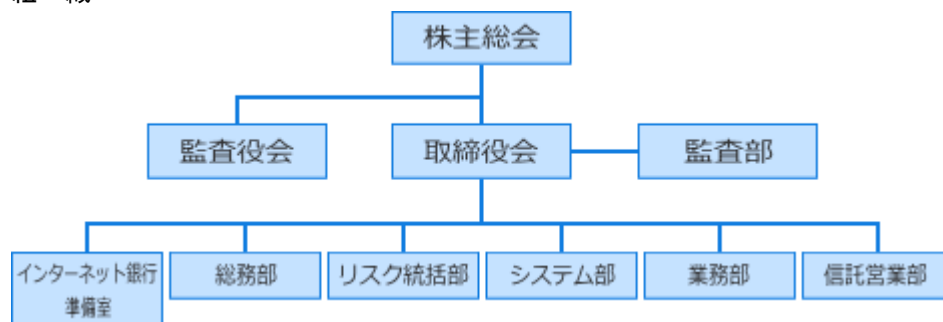 株主総会
監査役会
取締役会
監査部
インターネット銀行
準備室
総務部
リスク統括部
システム部
業務部
信託営業部